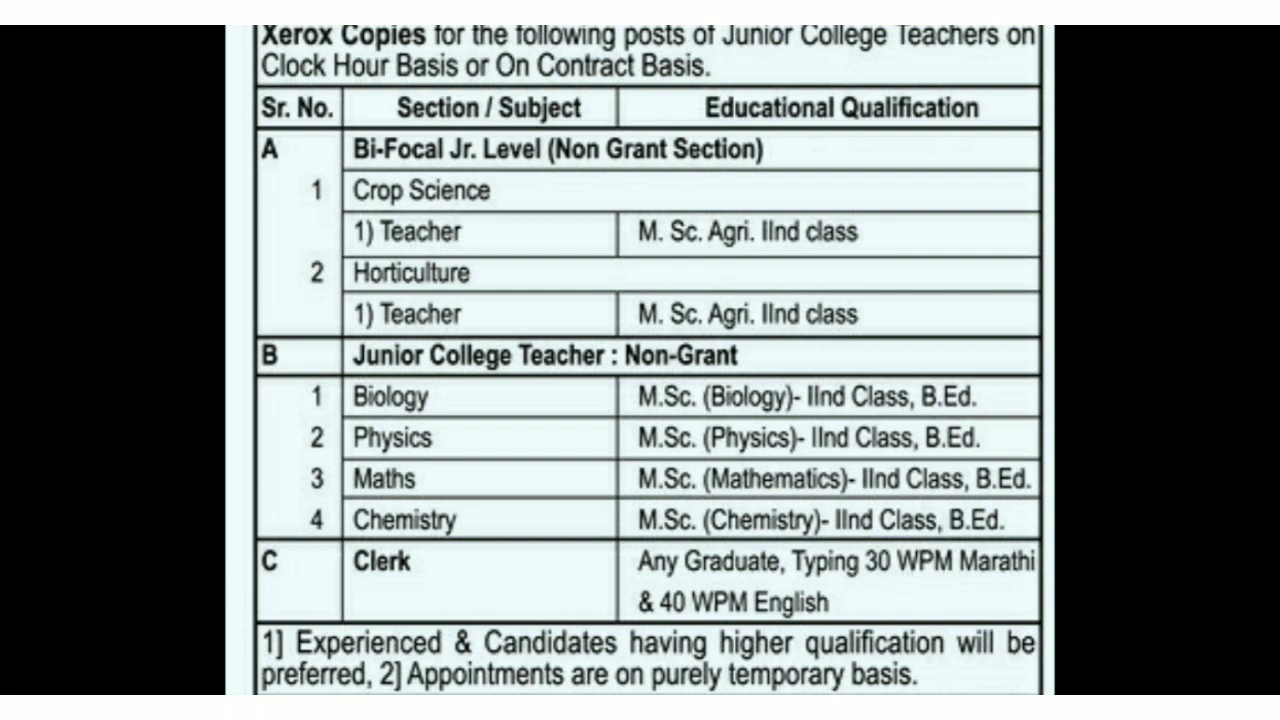 Xerox Copies for the following posts of Junior College Teachers on
Clock Hour Basis or On Contract Basis.
Sr. No. Section / Subject Educational Qualification
A Bi-Focal Jr. Level (Non Grant Section)
1 Crop Science
1) Teacher M. Sc. Agri. IInd class
2 Horticulture
1) Teacher M. Sc. Agri. IInd class
B Junior College Teacher : Non-Grant
1 Biology M.Sc. (Biology)- IInd Class, B.Ed.
2 Physics M.Sc. (Physics)- IInd Class, B.Ed.
3 Maths M.Sc. (Mathematics)- IInd Class, B.Ed.
4 Chemistry M.Sc. (Chemistry)- IInd Class, B.Ed.
C Clerk Any Graduate, Typing 30 WPM Marathi
& 40 WPM English
1] Experienced & Candidates having higher qualification will be
preferred, 2] Appointments are on purely temporary basis.